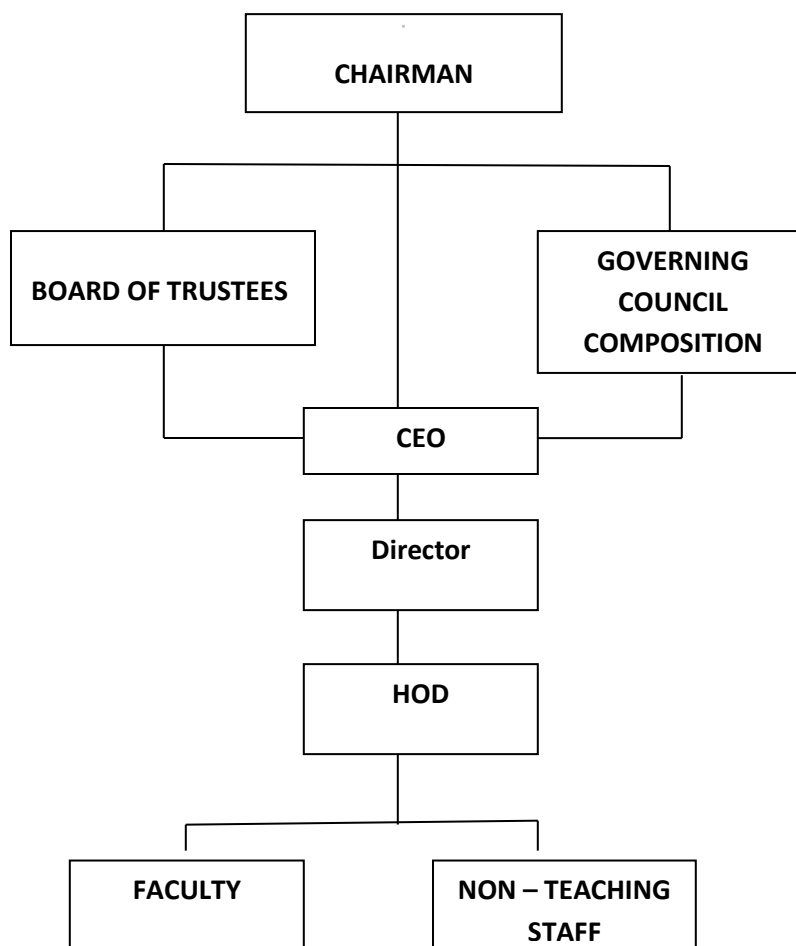 CHAIRMAN
BOARD OF TRUSTEES
GOVERNING
COUNCIL
COMPOSITION
CEO
Director
HOD
FACULTY
NON – TEACHING
STAFF